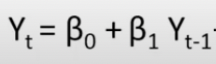 Yₜ = β₀ + β₁ Yₜ₋₁